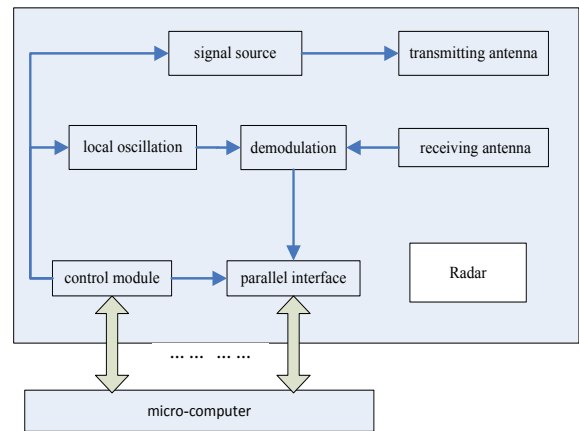 signal source
transmitting antenna
local oscillation
demodulation
receiving antenna
control module
parallel interface
Radar
... ... ... ...
micro-computer